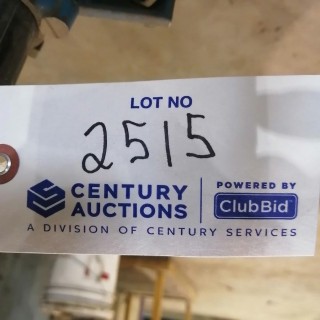 LOT NO
2515
CENTURY AUCTIONS
POWERED BY
ClubBid
A DIVISION OF CENTURY SERVICES